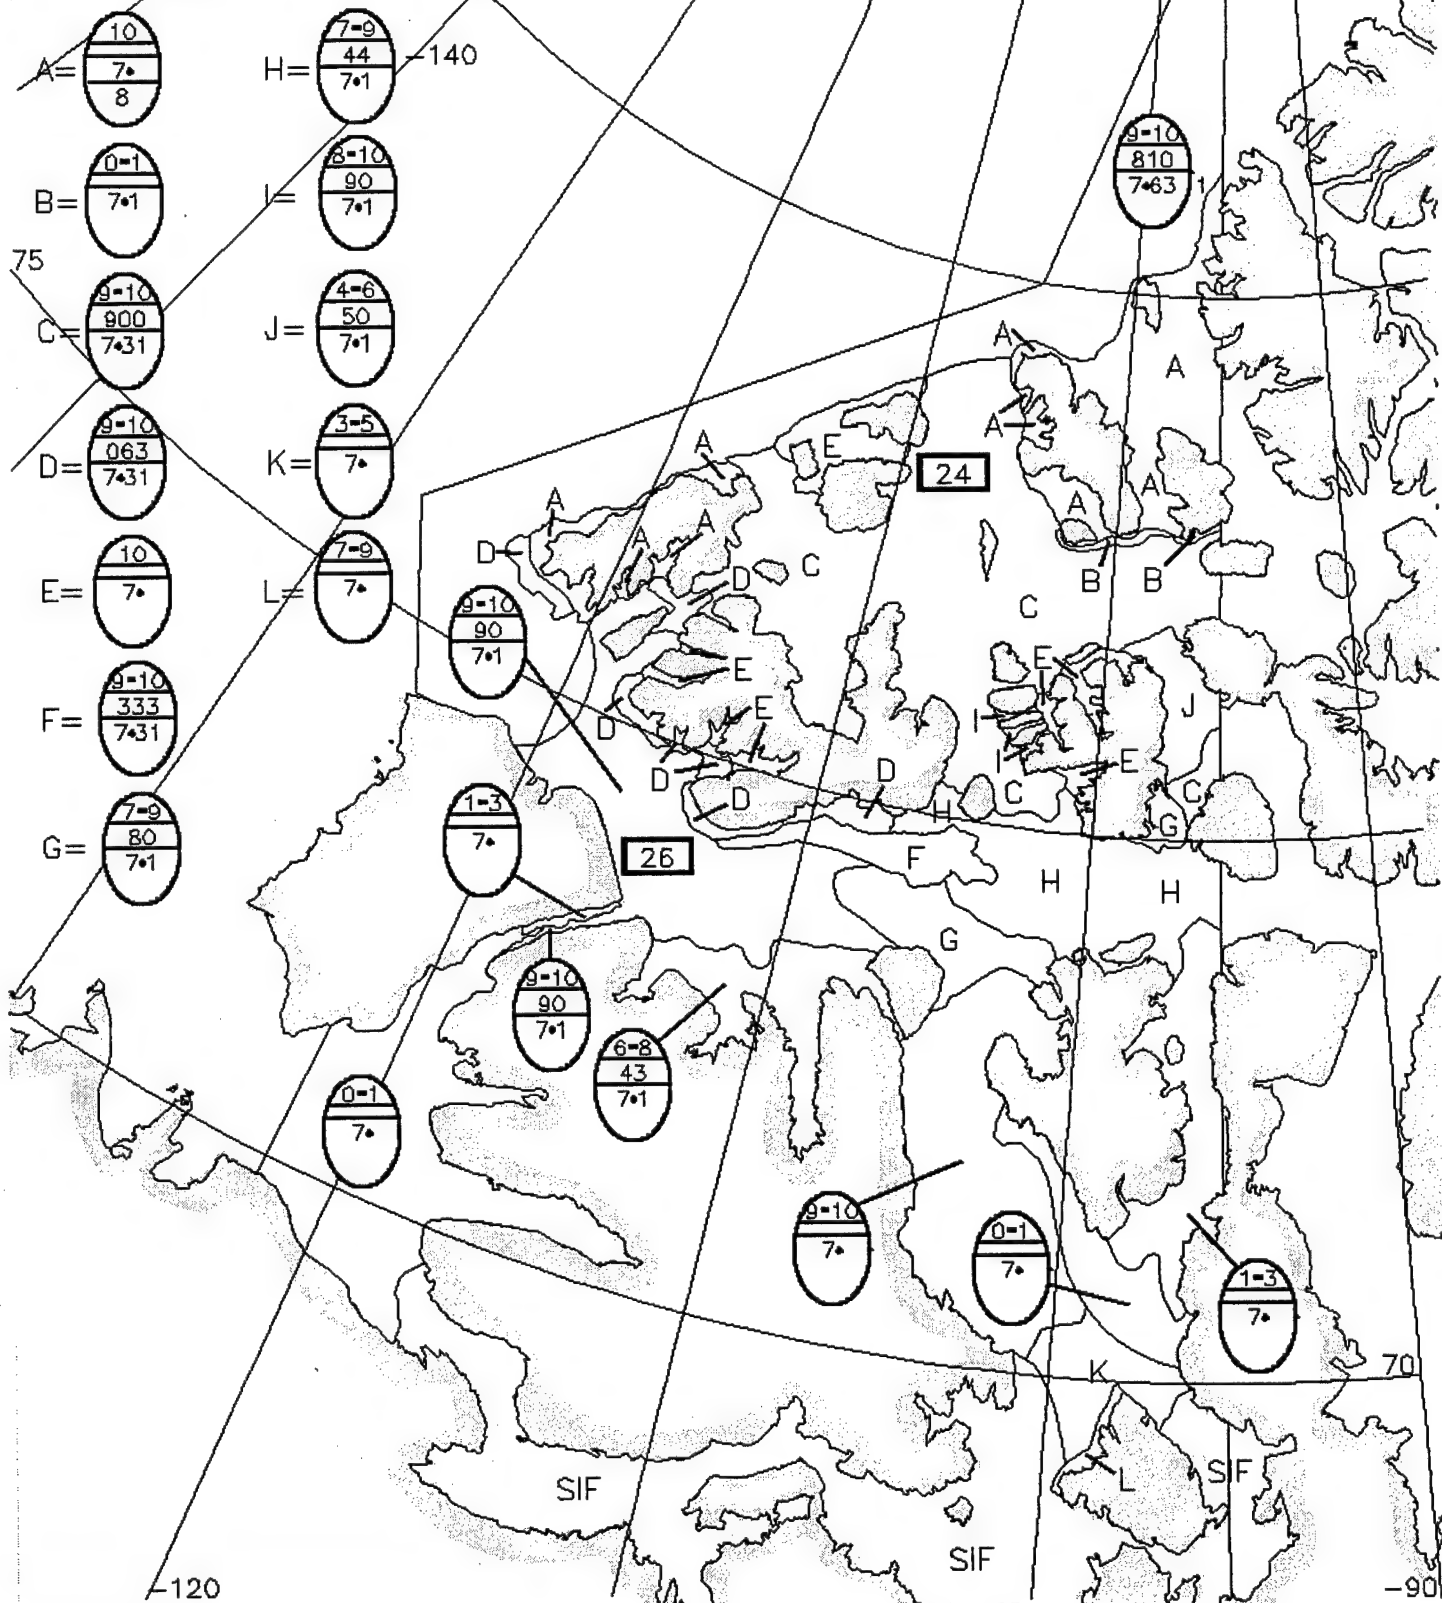 A=
10
7•
8
H=
7-9
44
7•1
-140
9-10
810
7•63
1
B=
0-1
7•1
I=
8-10
90
7•1
75
C=
9-10
900
7•31
J=
4-6
50
7•1
A
A
A
D=
9-10
063
7•31
K=
3-5
7•
A
E
24
A
A
A
A
A
D
E=
10
7•
L=
7-9
7•
D
C
B
B
9-10
90
7•1
C
E
E
F=
9-10
333
7•31
D
E
E
I
J
I
E
D
D
D
C
C
H
G
G=
7-9
80
7•1
1-3
7•
26
F
H
H
G
9-10
90
7•1
6-8
43
7•1
0-1
7•
9-10
7•
0-1
7•
1-3
7•
K
70
SIF
L
SIF
SIF
-120
-90